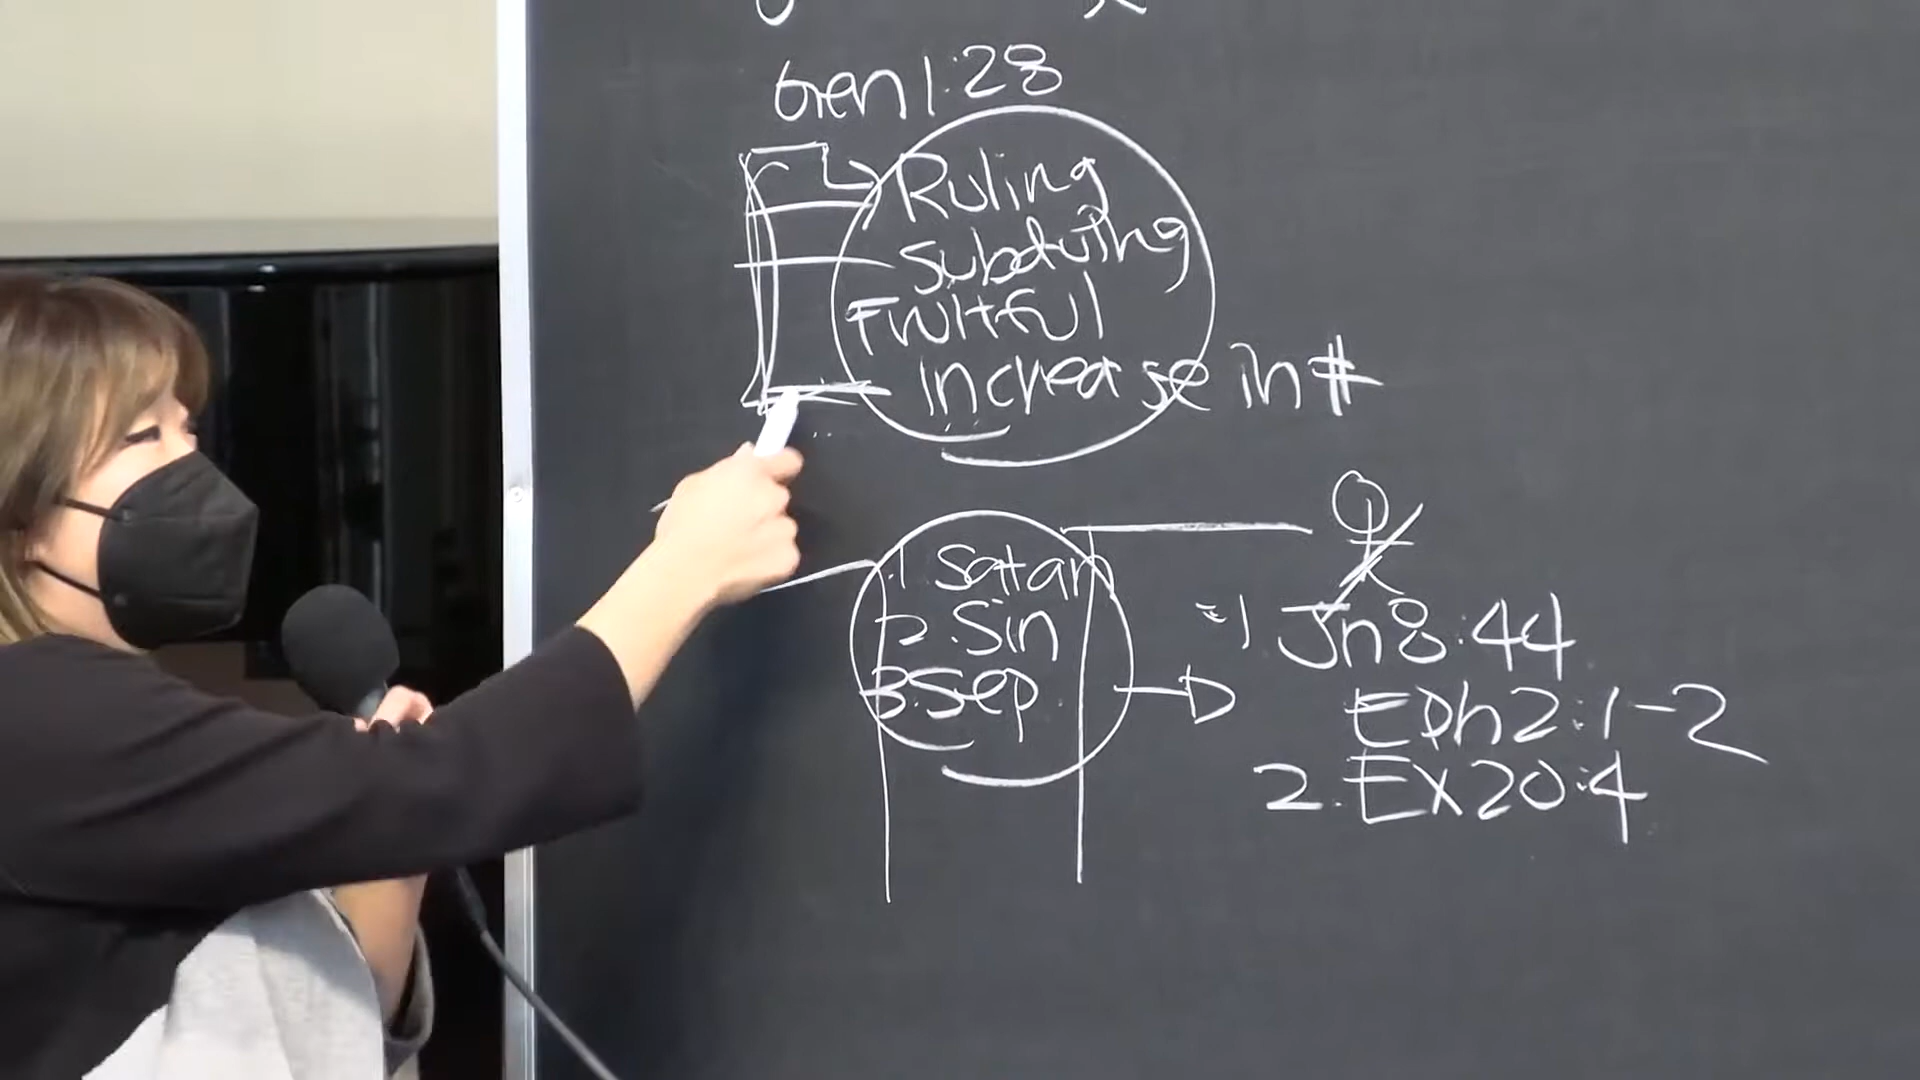 Gen 1:28
Ruling
Subduing
Fruitful
increase in #
1 Satan
2. Sin
3. Sep.
1 Jn 8:44
Eph 2:1-2
2. Ex 20:4